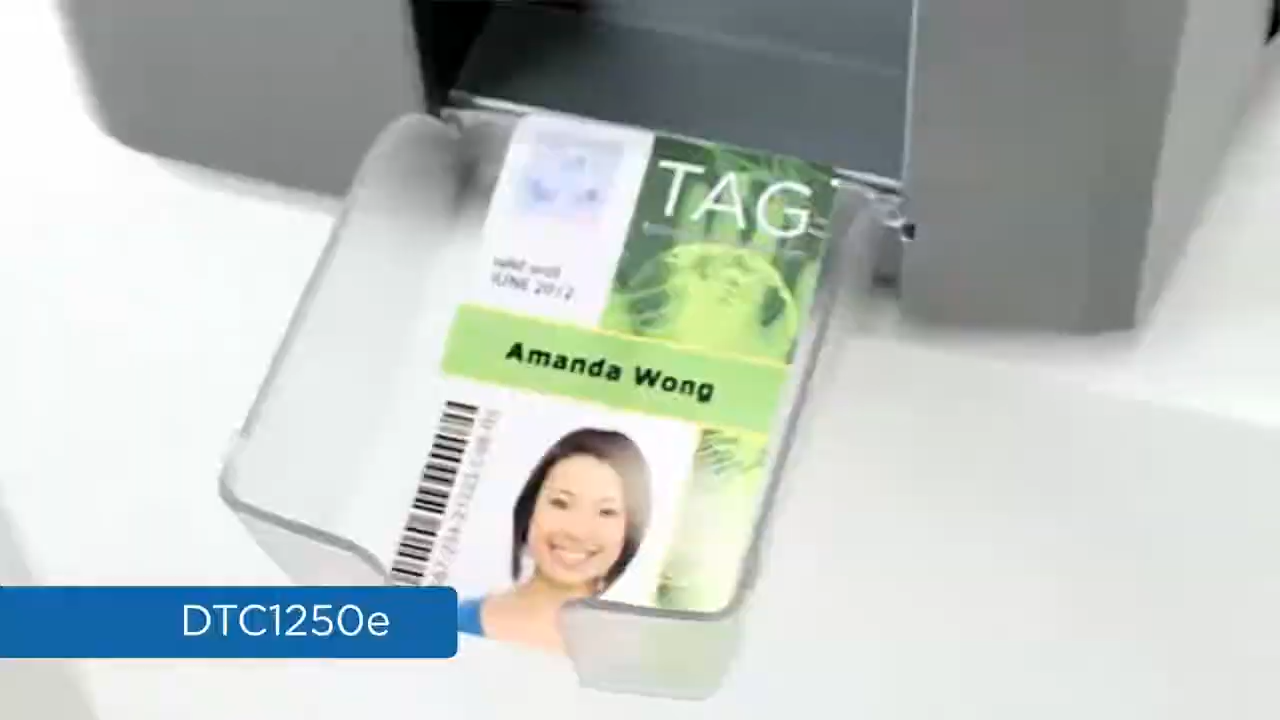 TAG
valid until
JUNE 2012
Amanda Wong
DTC1250e